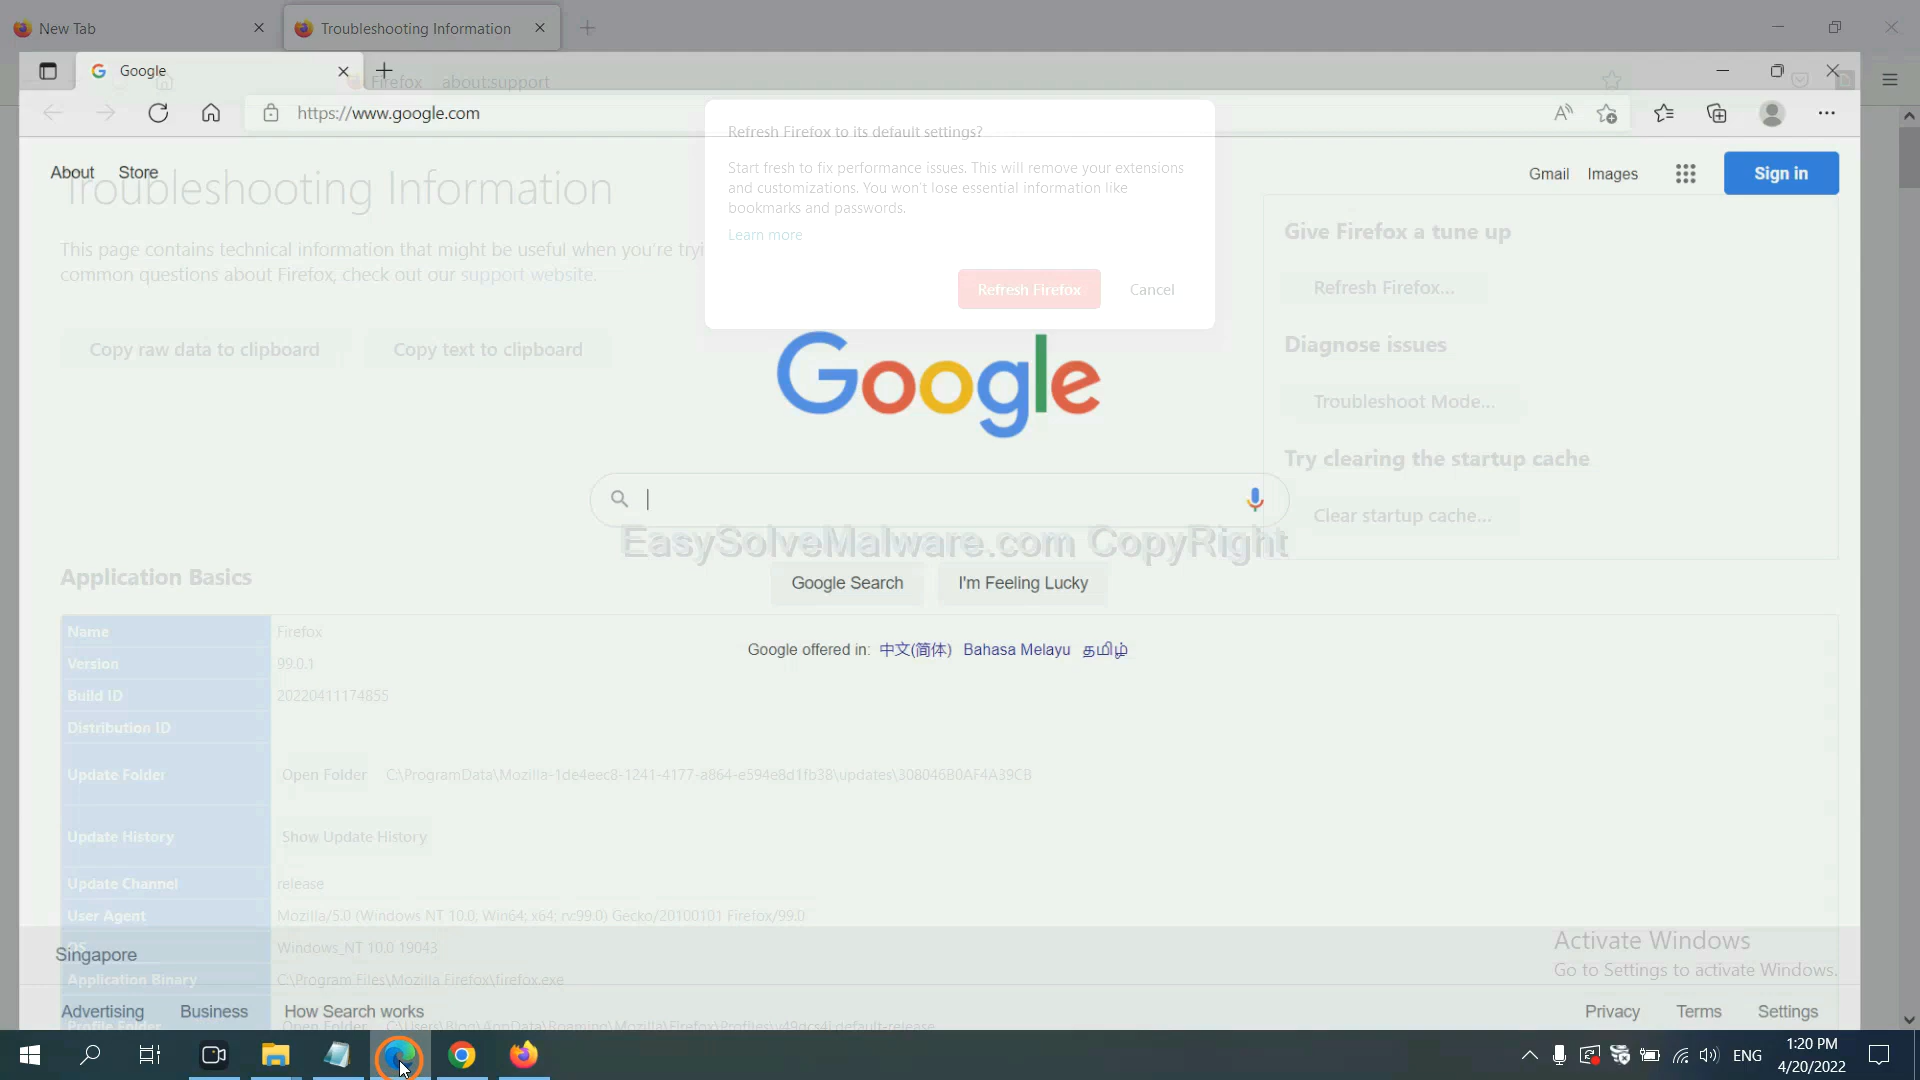 New Tab
Troubleshooting Information
Google
Firefox about:support
https://www.google.com
Refresh Firefox to its default settings?
Start fresh to fix performance issues. This will remove your extensions
and customizations. You won't lose essential information like
bookmarks and passwords.
Learn more
Refresh Firefox
Cancel
About
Store
Gmail
Images
Sign in
Troubleshooting Information
This page contains technical information that might be useful when you're tryi
common questions about Firefox, check out our support website.
Copy raw data to clipboard
Copy text to clipboard
Give Firefox a tune up
Refresh Firefox...
Diagnose issues
Troubleshoot Mode...
Try clearing the startup cache
Clear startup cache...
Google
EasySolveMalware.com CopyRight
Google Search
I'm Feeling Lucky
Google offered in: 中文(简体) Bahasa Melayu தமிழ்
Application Basics
Name Firefox
Version 99.0.1
Build ID 20220411174855
Distribution ID
Update Folder Open Folder C:\ProgramData\Mozilla-1de4eec8-1241-4177-a864-e594e8d1fb38\updates\308046B0AF4A39CB
Update History Show Update History
Update Channel release
User Agent Mozilla/5.0 (Windows NT 10.0; Win64; x64; rv:99.0) Gecko/20100101 Firefox/99.0
OS Windows_NT 10.0 19043
Singapore
Application Binary C:\Program Files\Mozilla Firefox\firefox.exe
Activate Windows
Go to Settings to activate Windows.
Advertising
Business
How Search works
Privacy
Terms
Settings
Profile Folder Open Folder
ENG
1:20 PM
4/20/2022